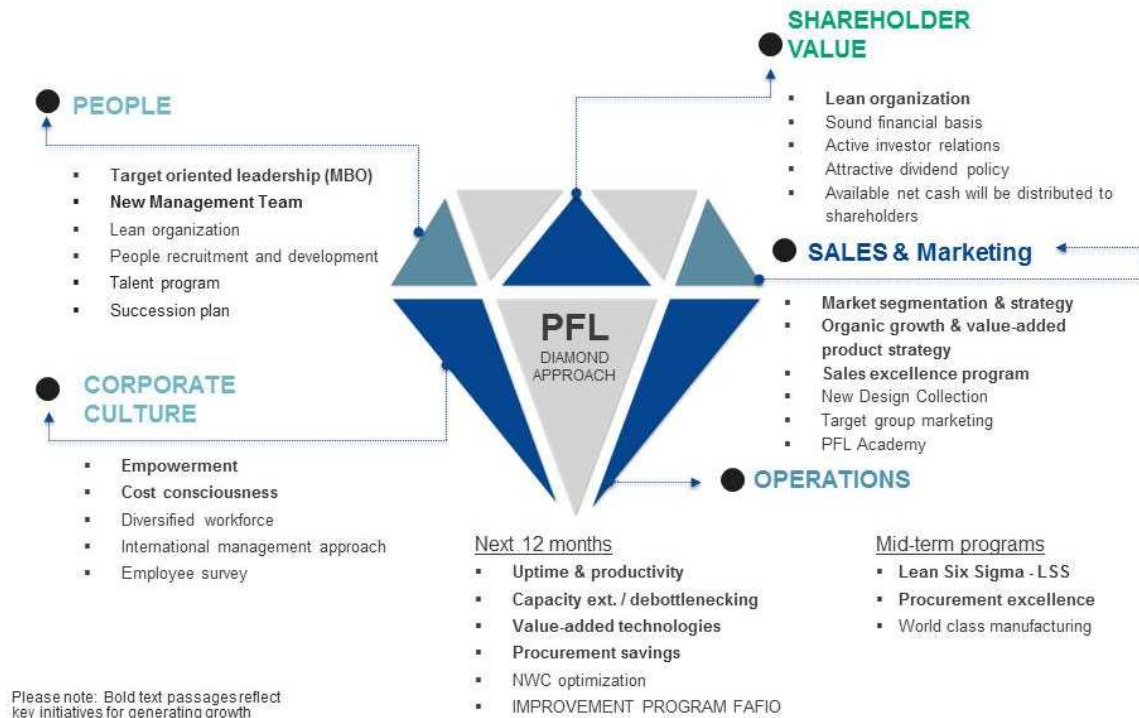 SHAREHOLDER
VALUE
Lean organization
Sound financial basis
Active investor relations
Attractive dividend policy
Available net cash will be distributed to
shareholders
PEOPLE
Target oriented leadership (MBO)
New Management Team
Lean organization
People recruitment and development
Talent program
Succession plan
SALES & Marketing
Market segmentation & strategy
Organic growth & value-added
product strategy
Sales excellence program
New Design Collection
Target group marketing
PFL Academy
PFL
DIAMOND
APPROACH
CORPORATE
CULTURE
Empowerment
Cost consciousness
Diversified workforce
International management approach
Employee survey
OPERATIONS
Next 12 months
Uptime & productivity
Capacity ext. / debottlenecking
Value-added technologies
Procurement savings
NWC optimization
IMPROVEMENT PROGRAM FAFIO
Mid-term programs
Lean Six Sigma - LSS
Procurement excellence
World class manufacturing
Please note: Bold text passages reflect
key initiatives for generating growth